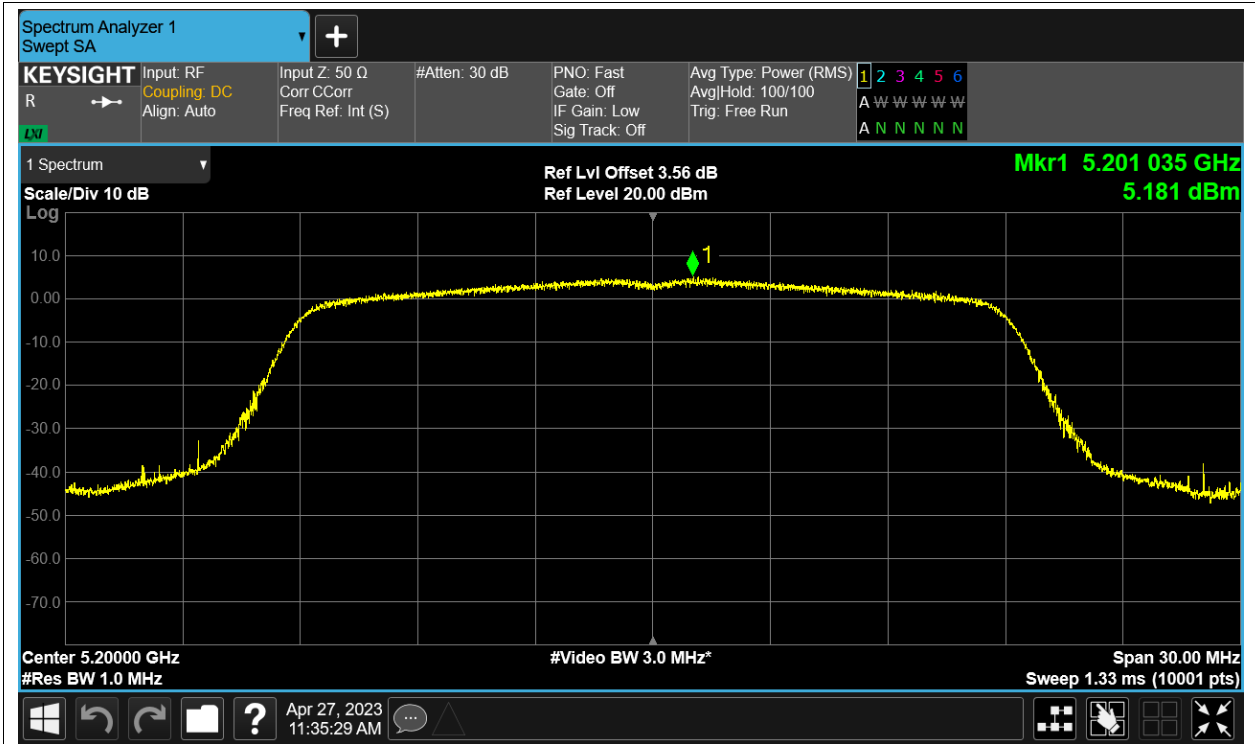 Spectrum Analyzer 1
Swept SA
+
KEYSIGHT
R
LXI
Input: RF
Coupling: DC
Align: Auto
Input Z: 50 Ω
Corr CCorr
Freq Ref: Int (S)
#Atten: 30 dB
PNO: Fast
Gate: Off
IF Gain: Low
Sig Track: Off
Avg Type: Power (RMS)
Avg|Hold: 100/100
Trig: Free Run
1 2 3 4 5 6
A W W W W W
A N N N N N
1 Spectrum
Scale/Div 10 dB
Log
Ref Lvl Offset 3.56 dB
Ref Level 20.00 dBm
Mkr1 5.201 035 GHz
5.181 dBm
1
10.0
0.00
-10.0
-20.0
-30.0
-40.0
-50.0
-60.0
-70.0
Center 5.20000 GHz
#Res BW 1.0 MHz
#Video BW 3.0 MHz*
Span 30.00 MHz
Sweep 1.33 ms (10001 pts)
?
Apr 27, 2023
11:35:29 AM